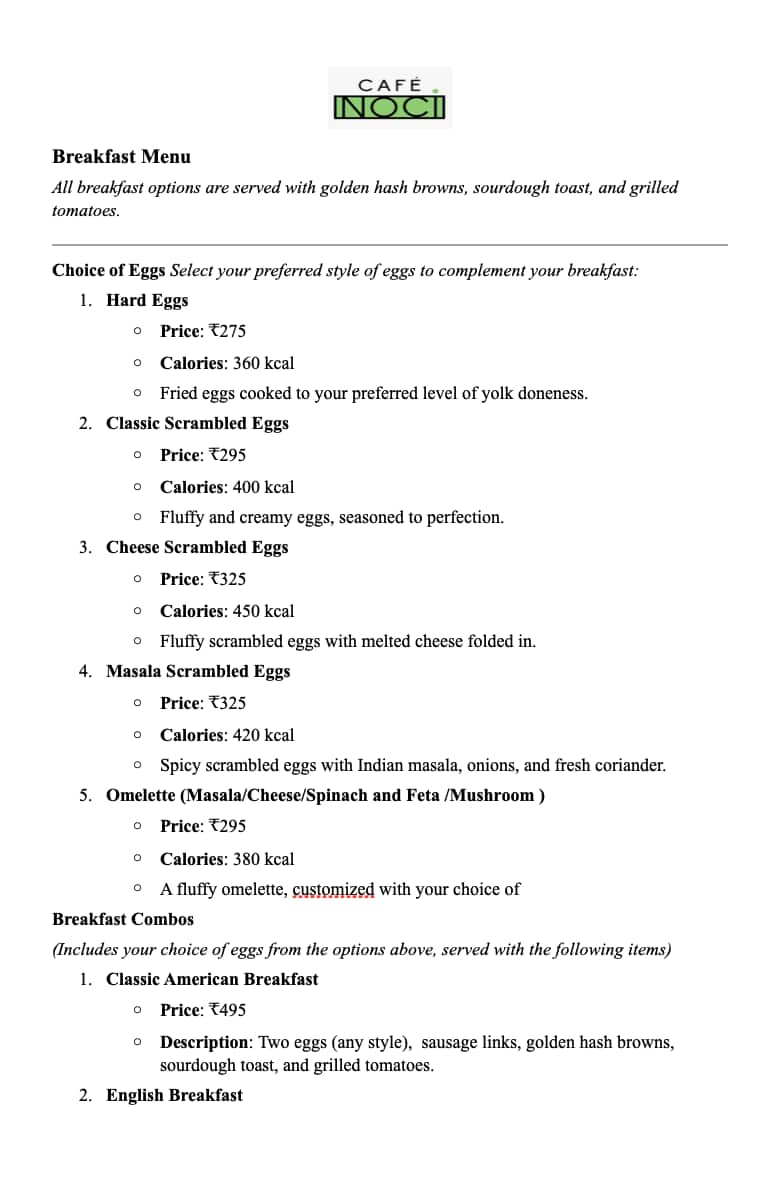 CAFÉ
NOCI
Breakfast Menu
All breakfast options are served with golden hash browns, sourdough toast, and grilled
tomatoes.
Choice of Eggs Select your preferred style of eggs to complement your breakfast:
1. Hard Eggs
○ Price: ₹275
○ Calories: 360 kcal
○ Fried eggs cooked to your preferred level of yolk doneness.
2. Classic Scrambled Eggs
○ Price: ₹295
○ Calories: 400 kcal
○ Fluffy and creamy eggs, seasoned to perfection.
3. Cheese Scrambled Eggs
○ Price: ₹325
○ Calories: 450 kcal
○ Fluffy scrambled eggs with melted cheese folded in.
4. Masala Scrambled Eggs
○ Price: ₹325
○ Calories: 420 kcal
○ Spicy scrambled eggs with Indian masala, onions, and fresh coriander.
5. Omelette (Masala/Cheese/Spinach and Feta /Mushroom )
○ Price: ₹295
○ Calories: 380 kcal
○ A fluffy omelette, customized with your choice of
Breakfast Combos
(Includes your choice of eggs from the options above, served with the following items)
1. Classic American Breakfast
○ Price: ₹495
○ Description: Two eggs (any style),  sausage links, golden hash browns,
sourdough toast, and grilled tomatoes.
2. English Breakfast